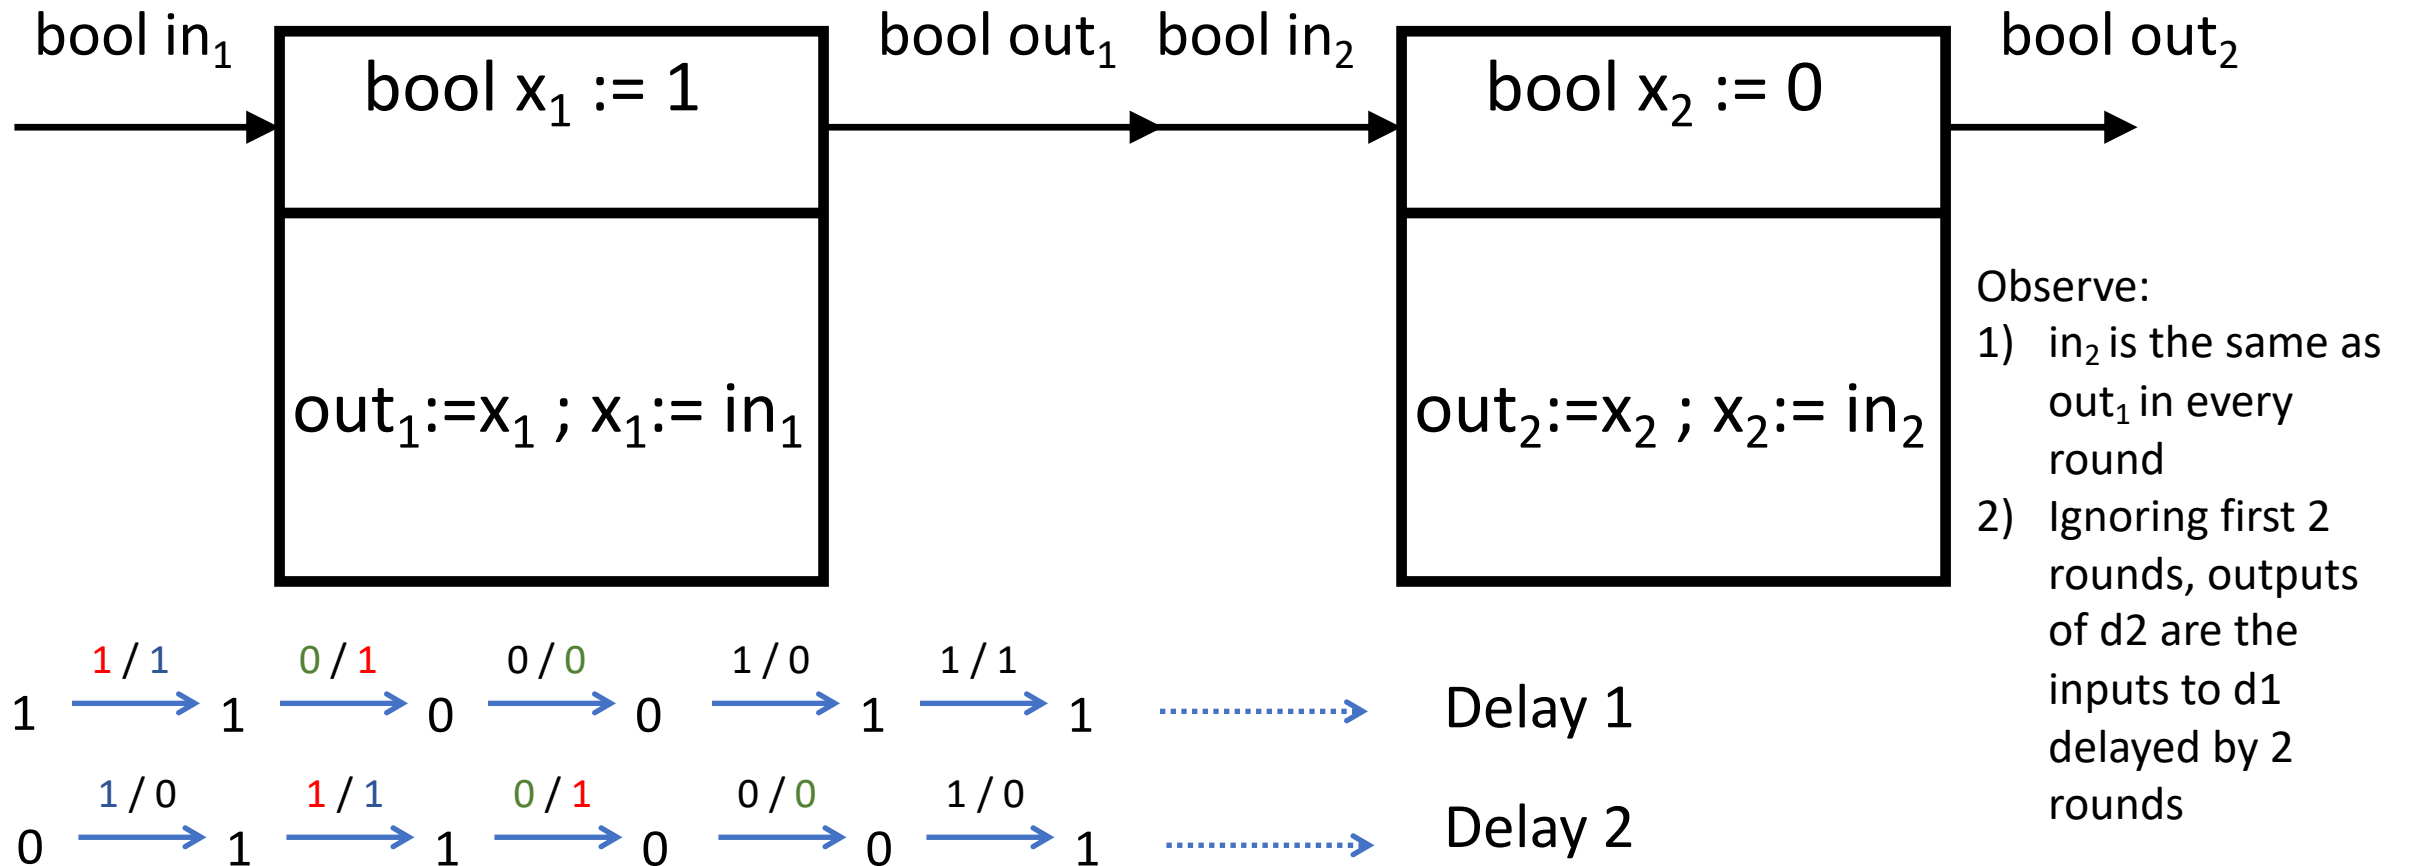 bool in₁
bool out₁
bool in₂
bool out₂
bool x₁ := 1
bool x₂ := 0
out₁:=x₁ ; x₁:= in₁
out₂:=x₂ ; x₂:= in₂
Observe:
1) in₂ is the same as
out₁ in every
round
2) Ignoring first 2
rounds, outputs
of d2 are the
inputs to d1
delayed by 2
rounds
1 / 1 0 / 1 0 / 0 1 / 0 1 / 1
1 1 0 0 1 1 Delay 1
1 / 0 1 / 1 0 / 1 0 / 0 1 / 0
0 1 1 0 0 1 Delay 2